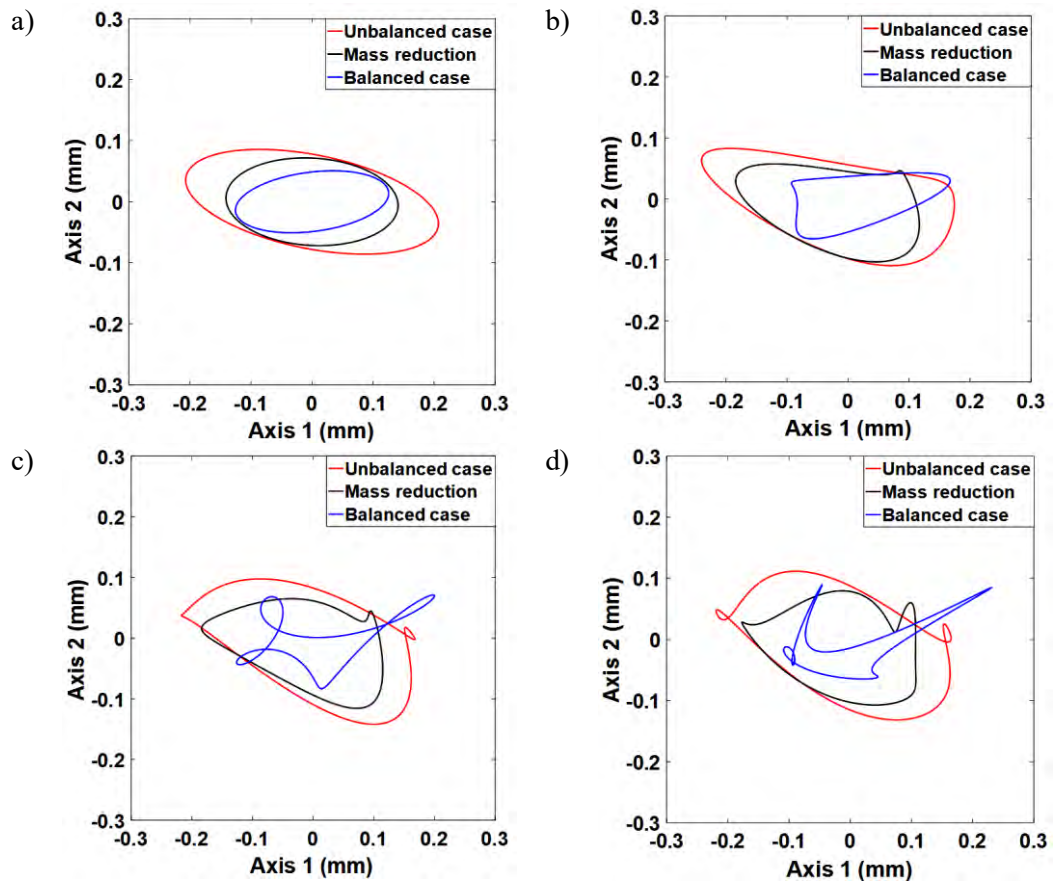 a)
0.3
0.2
0.1
0
-0.1
-0.2
-0.3
Axis 2 (mm)
Unbalanced case
Mass reduction
Balanced case
-0.3 -0.2 -0.1 0 0.1 0.2 0.3
Axis 1 (mm)
b)
0.3
0.2
0.1
0
-0.1
-0.2
-0.3
Axis 2 (mm)
Unbalanced case
Mass reduction
Balanced case
-0.3 -0.2 -0.1 0 0.1 0.2 0.3
Axis 1 (mm)
c)
0.3
0.2
0.1
0
-0.1
-0.2
-0.3
Axis 2 (mm)
Unbalanced case
Mass reduction
Balanced case
-0.3 -0.2 -0.1 0 0.1 0.2 0.3
Axis 1 (mm)
d)
0.3
0.2
0.1
0
-0.1
-0.2
-0.3
Axis 2 (mm)
Unbalanced case
Mass reduction
Balanced case
-0.3 -0.2 -0.1 0 0.1 0.2 0.3
Axis 1 (mm)